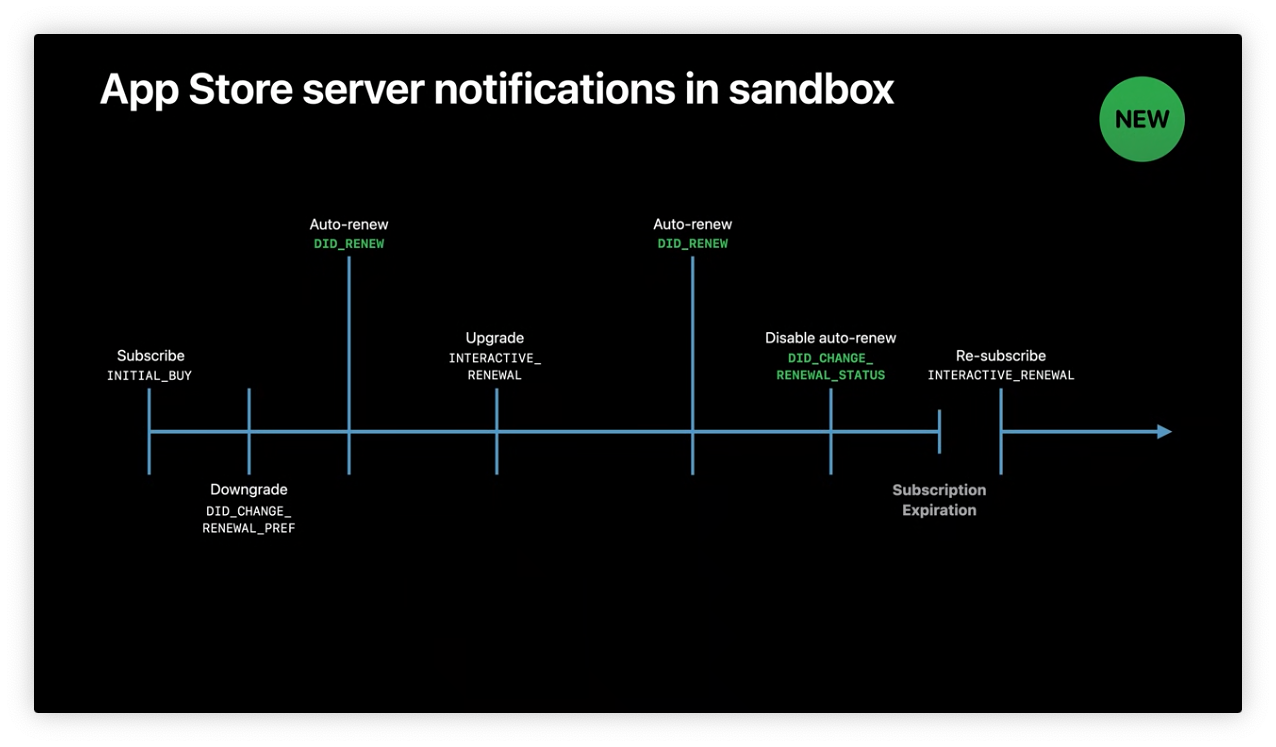 App Store server notifications in sandbox
NEW
Auto-renew
DID_RENEW
Auto-renew
DID_RENEW
Subscribe
INITIAL_BUY
Upgrade
INTERACTIVE_
RENEWAL
Disable auto-renew
DID_CHANGE_
RENEWAL_STATUS
Re-subscribe
INTERACTIVE_RENEWAL
Downgrade
DID_CHANGE_
RENEWAL_PREF
Subscription
Expiration